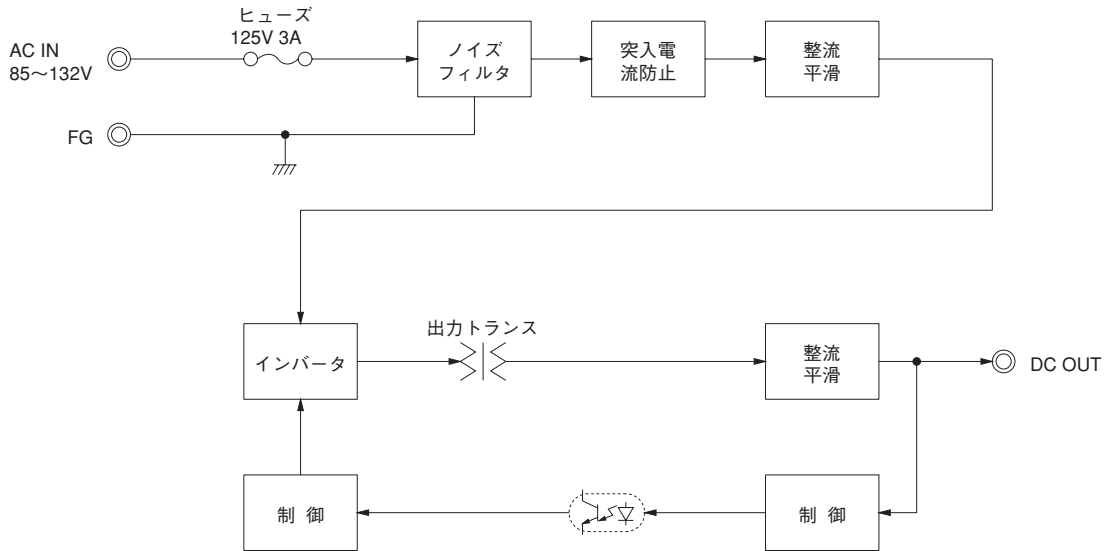 ヒューズ
125V 3A
AC IN
85〜132V
ノイズ
フィルタ
突入電
流防止
整流
平滑
FG
出力トランス
インバータ
整流
平滑
DC OUT
制 御
制 御